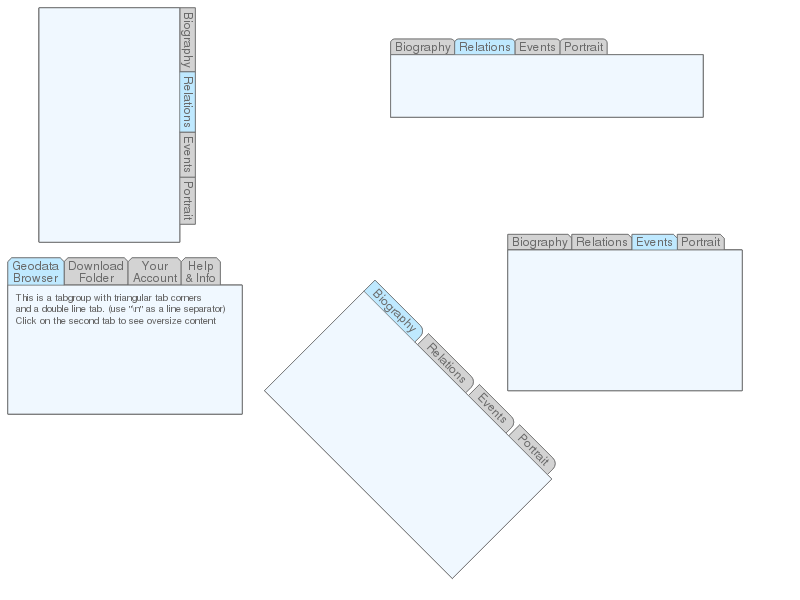 Biography
Relations
Events
Portrait
Biography Relations Events Portrait
Biography Relations Events Portrait
Geodata Browser
Download Folder
Your Account
Help & Info
This is a tabgroup with triangular tab corners
and a double line tab. (use "\n" as a line separator)
Click on the second tab to see oversize content
Biography
Relations
Events
Portrait